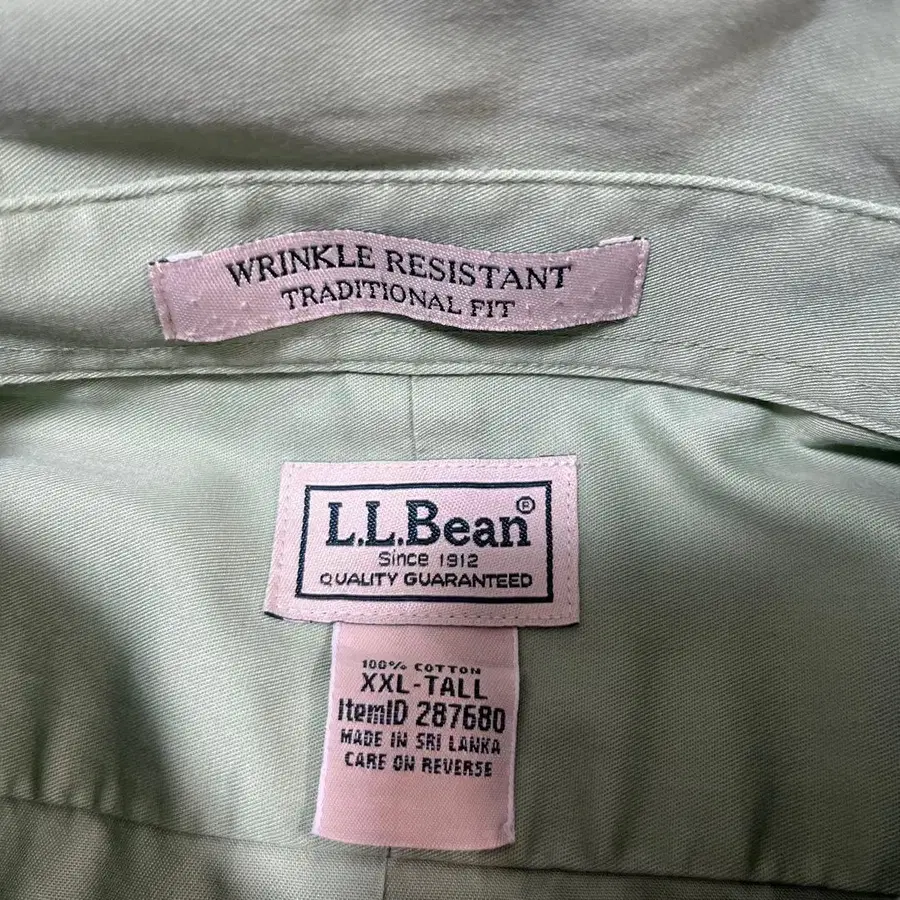 WRINKLE RESISTANT
TRADITIONAL FIT
L.L.Bean®
Since 1912
QUALITY GUARANTEED
100% COTTON
XXL-TALL
ItemID 287680
MADE IN SRI LANKA
CARE ON REVERSE